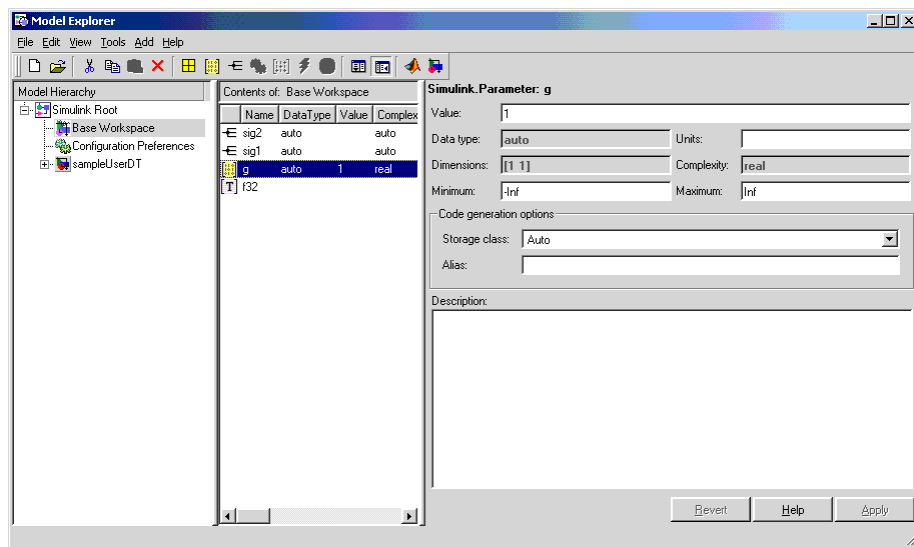 Model Explorer
File Edit View Tools Add Help
Model Hierarchy
Simulink Root
Base Workspace
Configuration Preferences
sampleUserDT
Contents of: Base Workspace
Name DataType Value Complex
sig2 auto auto
sig1 auto auto
g auto 1 real
[T] f32
Simulink.Parameter: g
Value: 1
Data type: auto Units:
Dimensions: [1 1] Complexity: real
Minimum: -Inf Maximum: Inf
Code generation options
Storage class: Auto
Alias:
Description:
Revert Help Apply